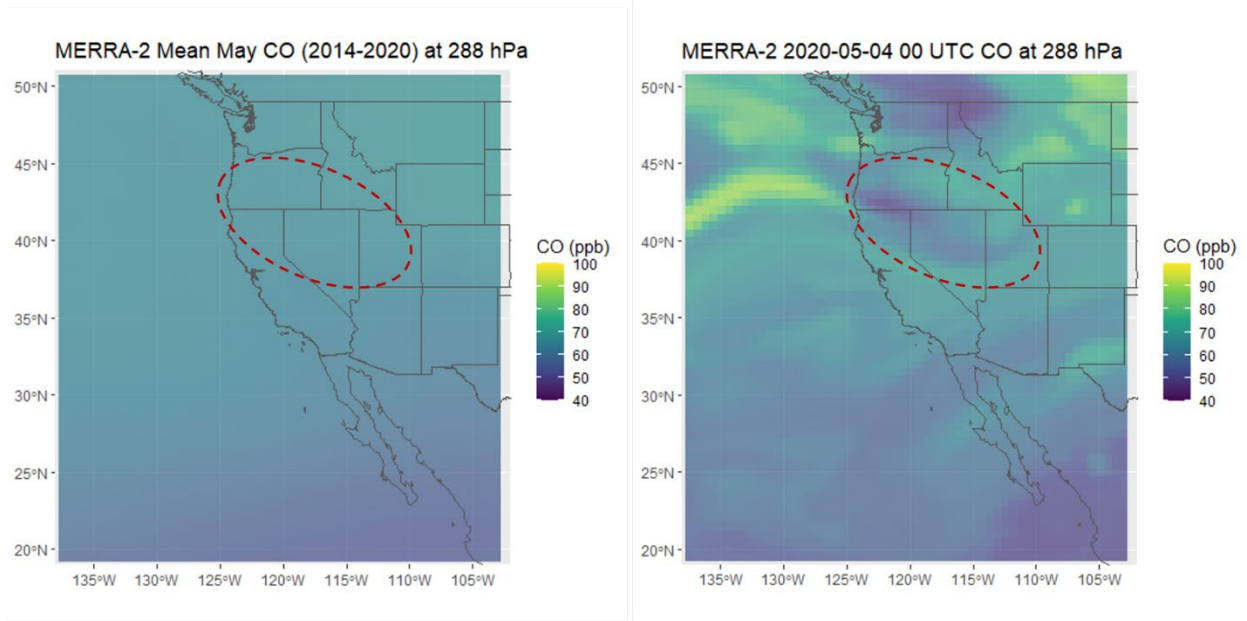 MERRA-2 Mean May CO (2014-2020) at 288 hPa
50°N
45°N
40°N
35°N
30°N
25°N
20°N
135°W 130°W 125°W 120°W 115°W 110°W 105°W
CO (ppb)
100
90
80
70
60
50
40
MERRA-2 2020-05-04 00 UTC CO at 288 hPa
50°N
45°N
40°N
35°N
30°N
25°N
20°N
135°W 130°W 125°W 120°W 115°W 110°W 105°W
CO (ppb)
100
90
80
70
60
50
40